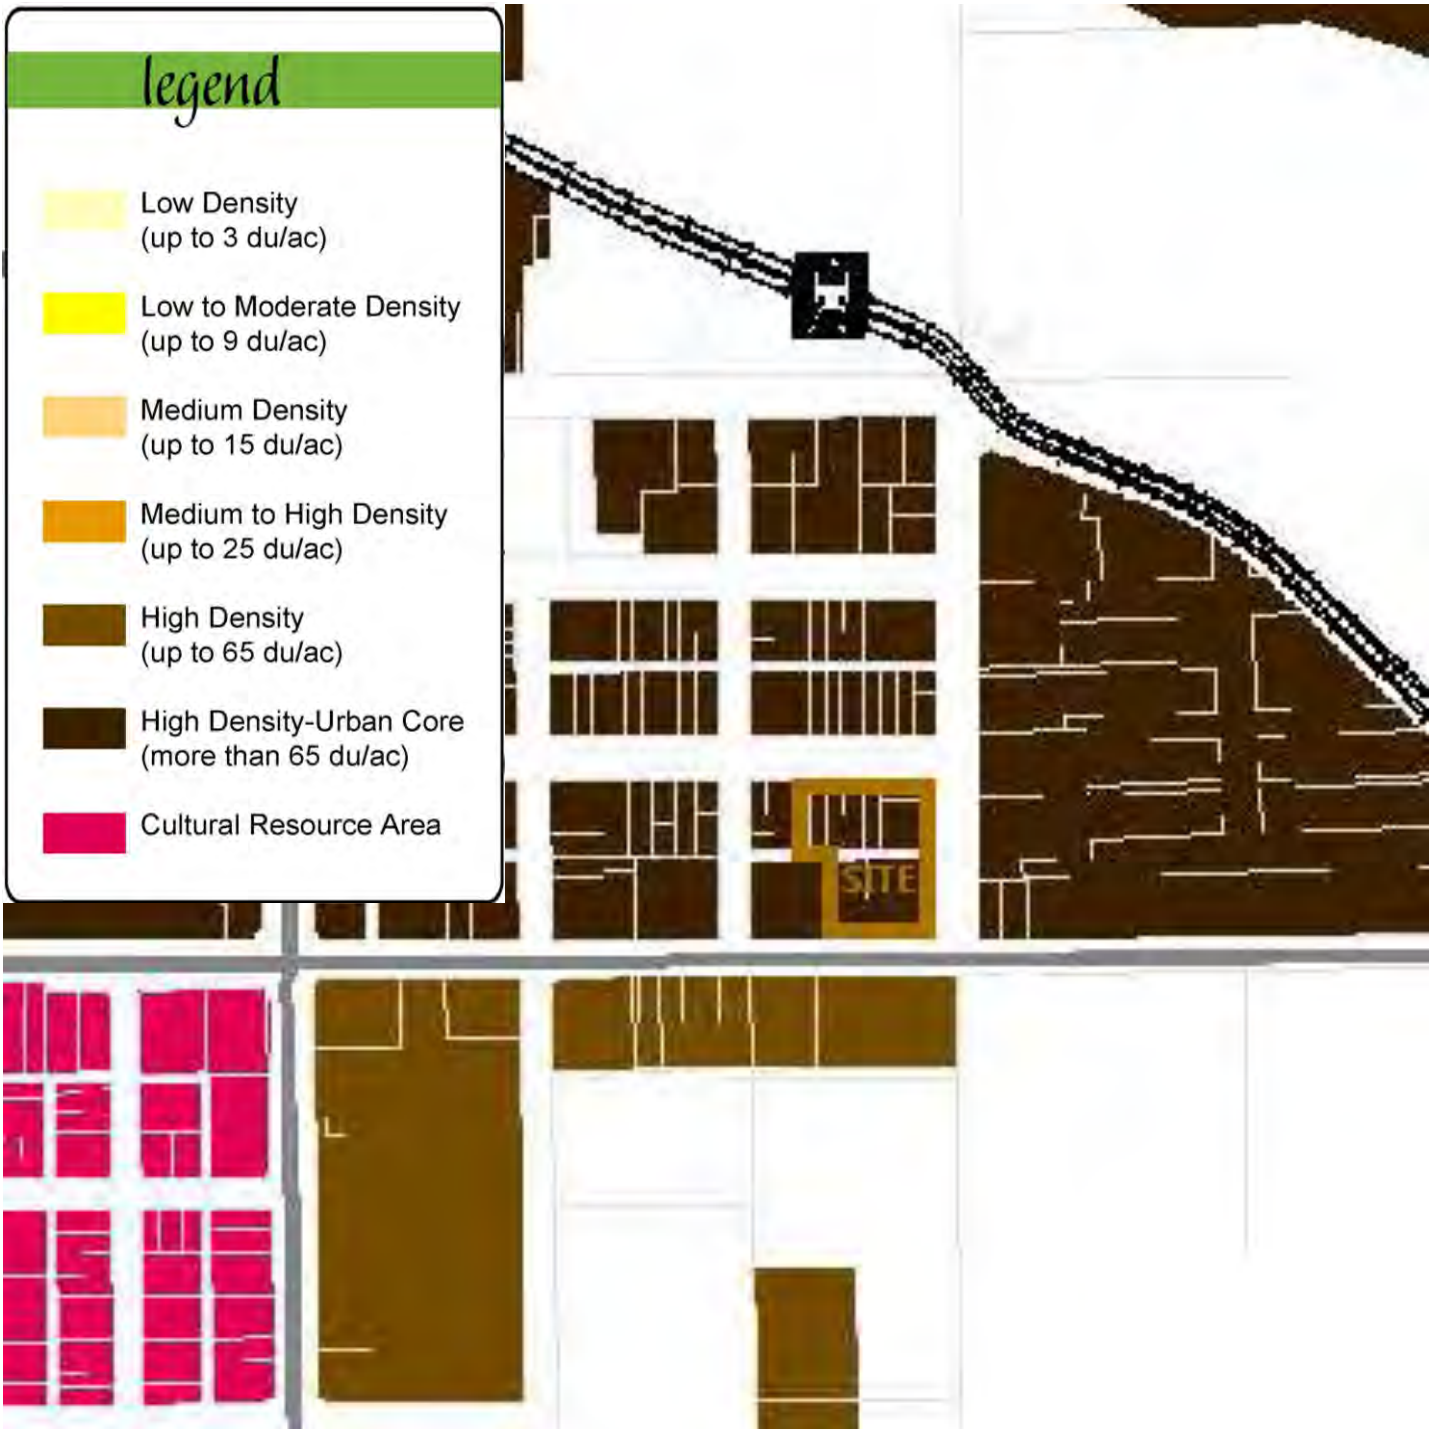 legend
Low Density
(up to 3 du/ac)
Low to Moderate Density
(up to 9 du/ac)
Medium Density
(up to 15 du/ac)
Medium to High Density
(up to 25 du/ac)
High Density
(up to 65 du/ac)
High Density-Urban Core
(more than 65 du/ac)
Cultural Resource Area
SITE